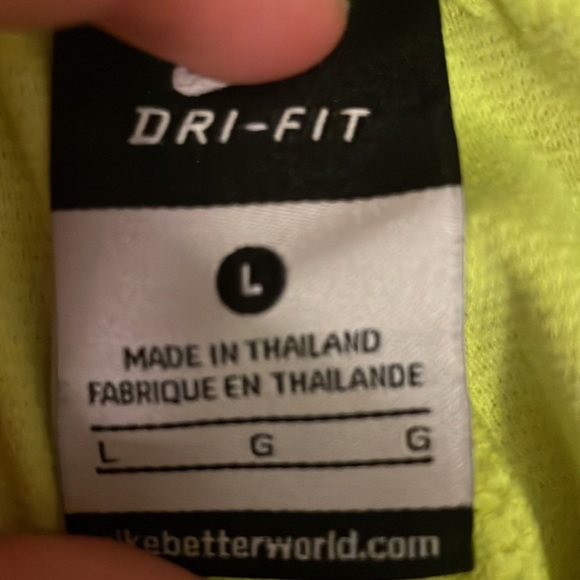 DRI-FIT
L
MADE IN THAILAND
FABRIQUE EN THAILANDE
L G G
ikebetterworld.com